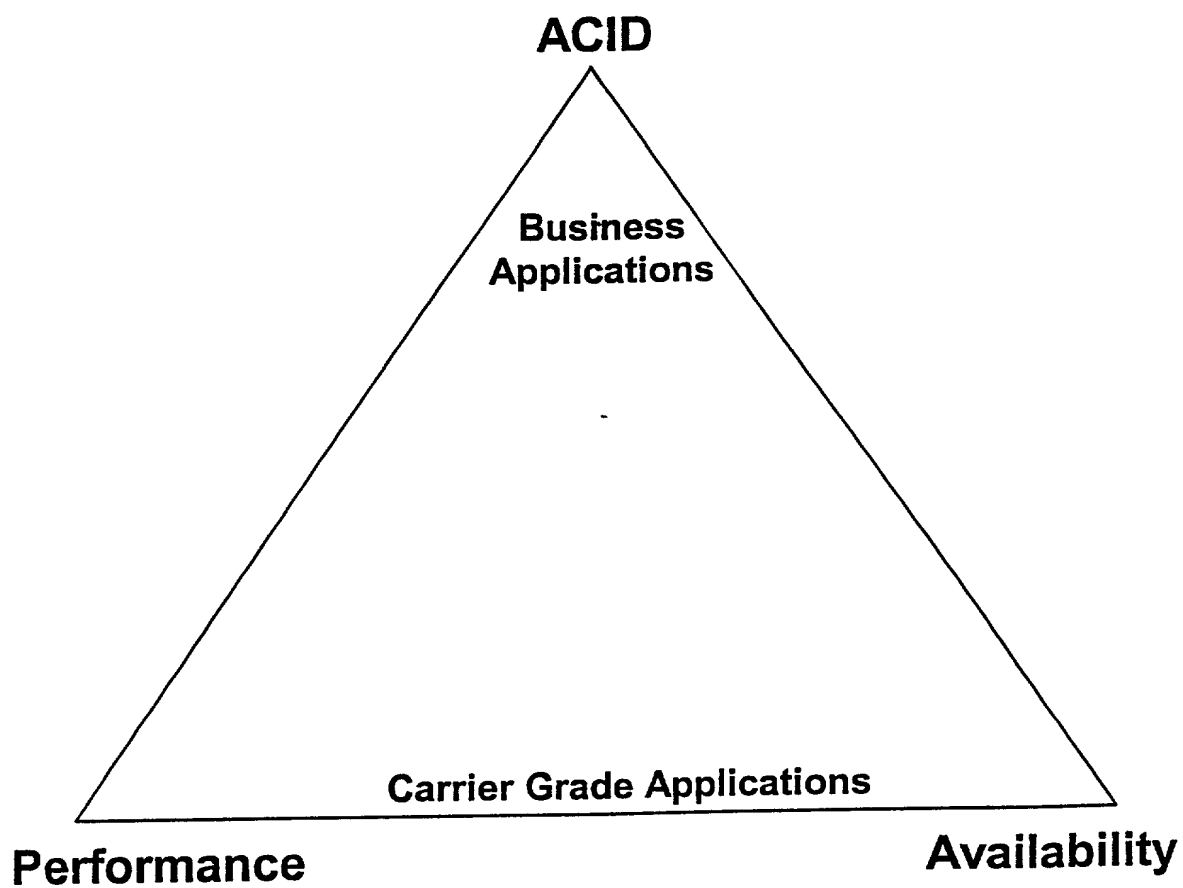 ACID
Business
Applications
Carrier Grade Applications
Performance
Availability